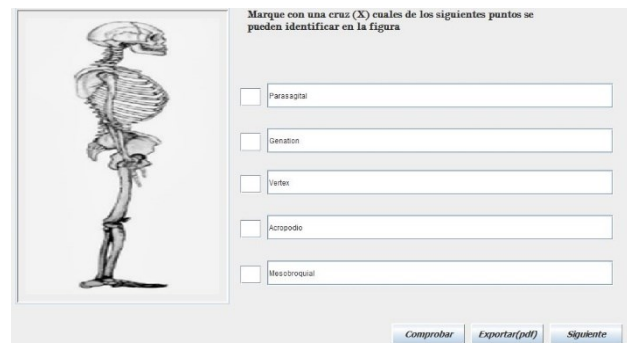 Marque con una cruz (X) cuales de los siguientes puntos se
pueden identificar en la figura
Parasagital
Genation
Vertex
Acropodio
Mesobroquial
Comprobar
Exportar(pdf)
Siguiente